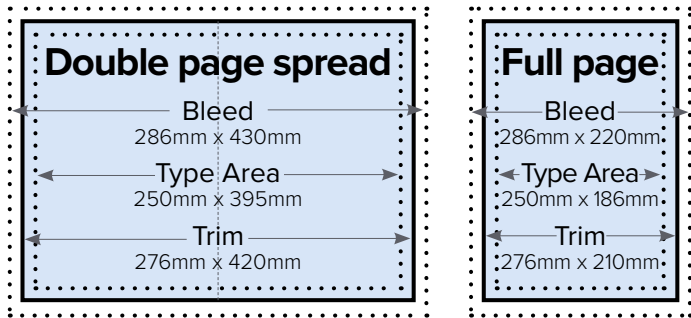 Double page spread
Bleed
286mm x 430mm
Type Area
250mm x 395mm
Trim
276mm x 420mm
Full page
Bleed
286mm x 220mm
Type Area
250mm x 186mm
Trim
276mm x 210mm